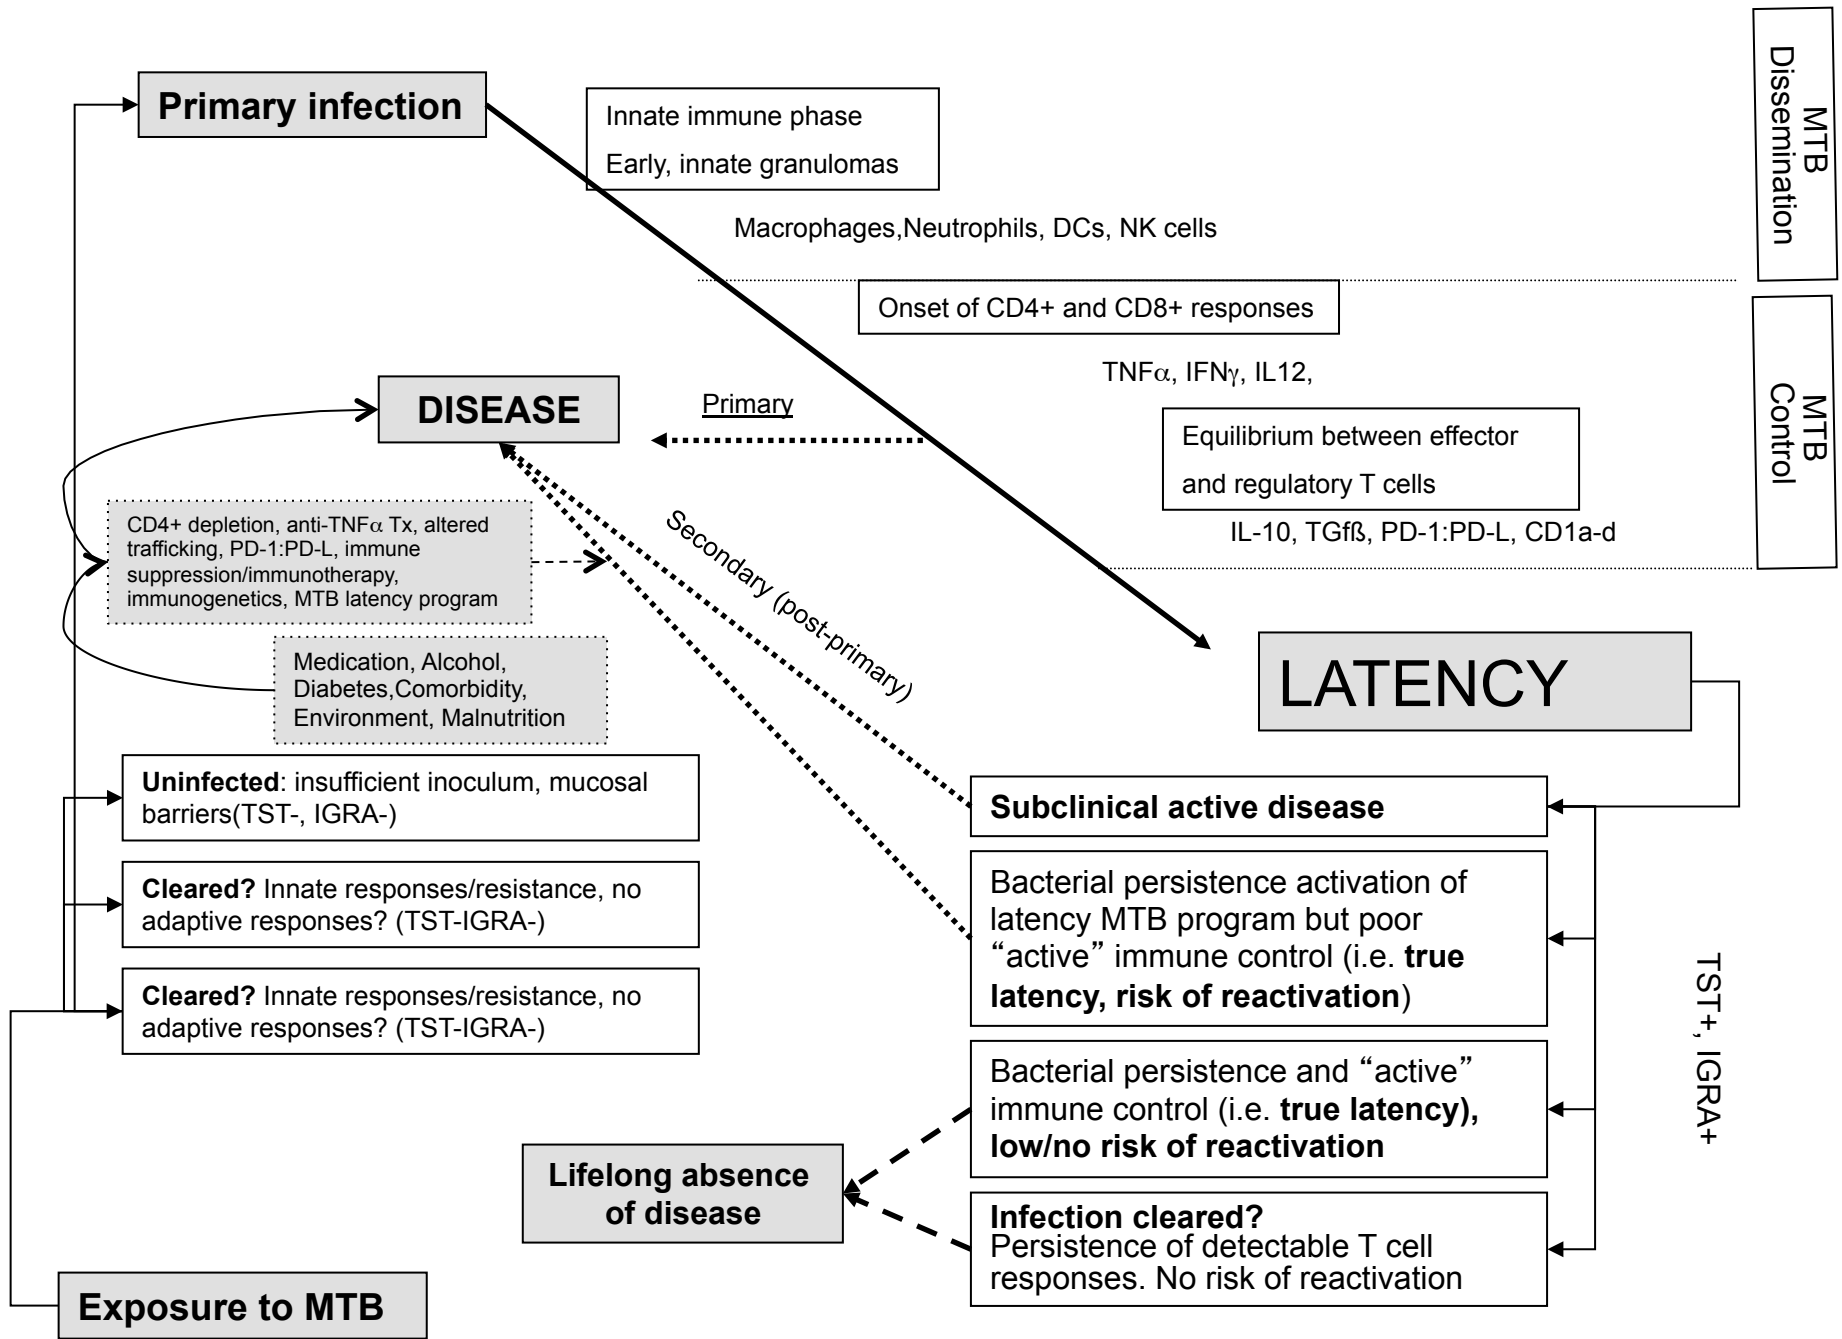 Primary infection
Innate immune phase
Early, innate granulomas
Macrophages,Neutrophils, DCs, NK cells
MTB
Dissemination
Onset of CD4+ and CD8+ responses
TNFα, IFNγ, IL12,
MTB
Control
DISEASE
Primary
Equilibrium between effector
and regulatory T cells
IL-10, TGfß, PD-1:PD-L, CD1a-d
CD4+ depletion, anti-TNFα Tx, altered
trafficking, PD-1:PD-L, immune
suppression/immunotherapy,
immunogenetics, MTB latency program
Secondary (post-primary)
Medication, Alcohol,
Diabetes,Comorbidity,
Environment, Malnutrition
LATENCY
Uninfected: insufficient inoculum, mucosal
barriers(TST-, IGRA-)
Cleared? Innate responses/resistance, no
adaptive responses? (TST-IGRA-)
Cleared? Innate responses/resistance, no
adaptive responses? (TST-IGRA-)
Subclinical active disease
Bacterial persistence activation of
latency MTB program but poor
“active” immune control (i.e. true
latency, risk of reactivation)
Bacterial persistence and “active”
immune control (i.e. true latency),
low/no risk of reactivation
Infection cleared?
Persistence of detectable T cell
responses. No risk of reactivation
TST+, IGRA+
Lifelong absence
of disease
Exposure to MTB